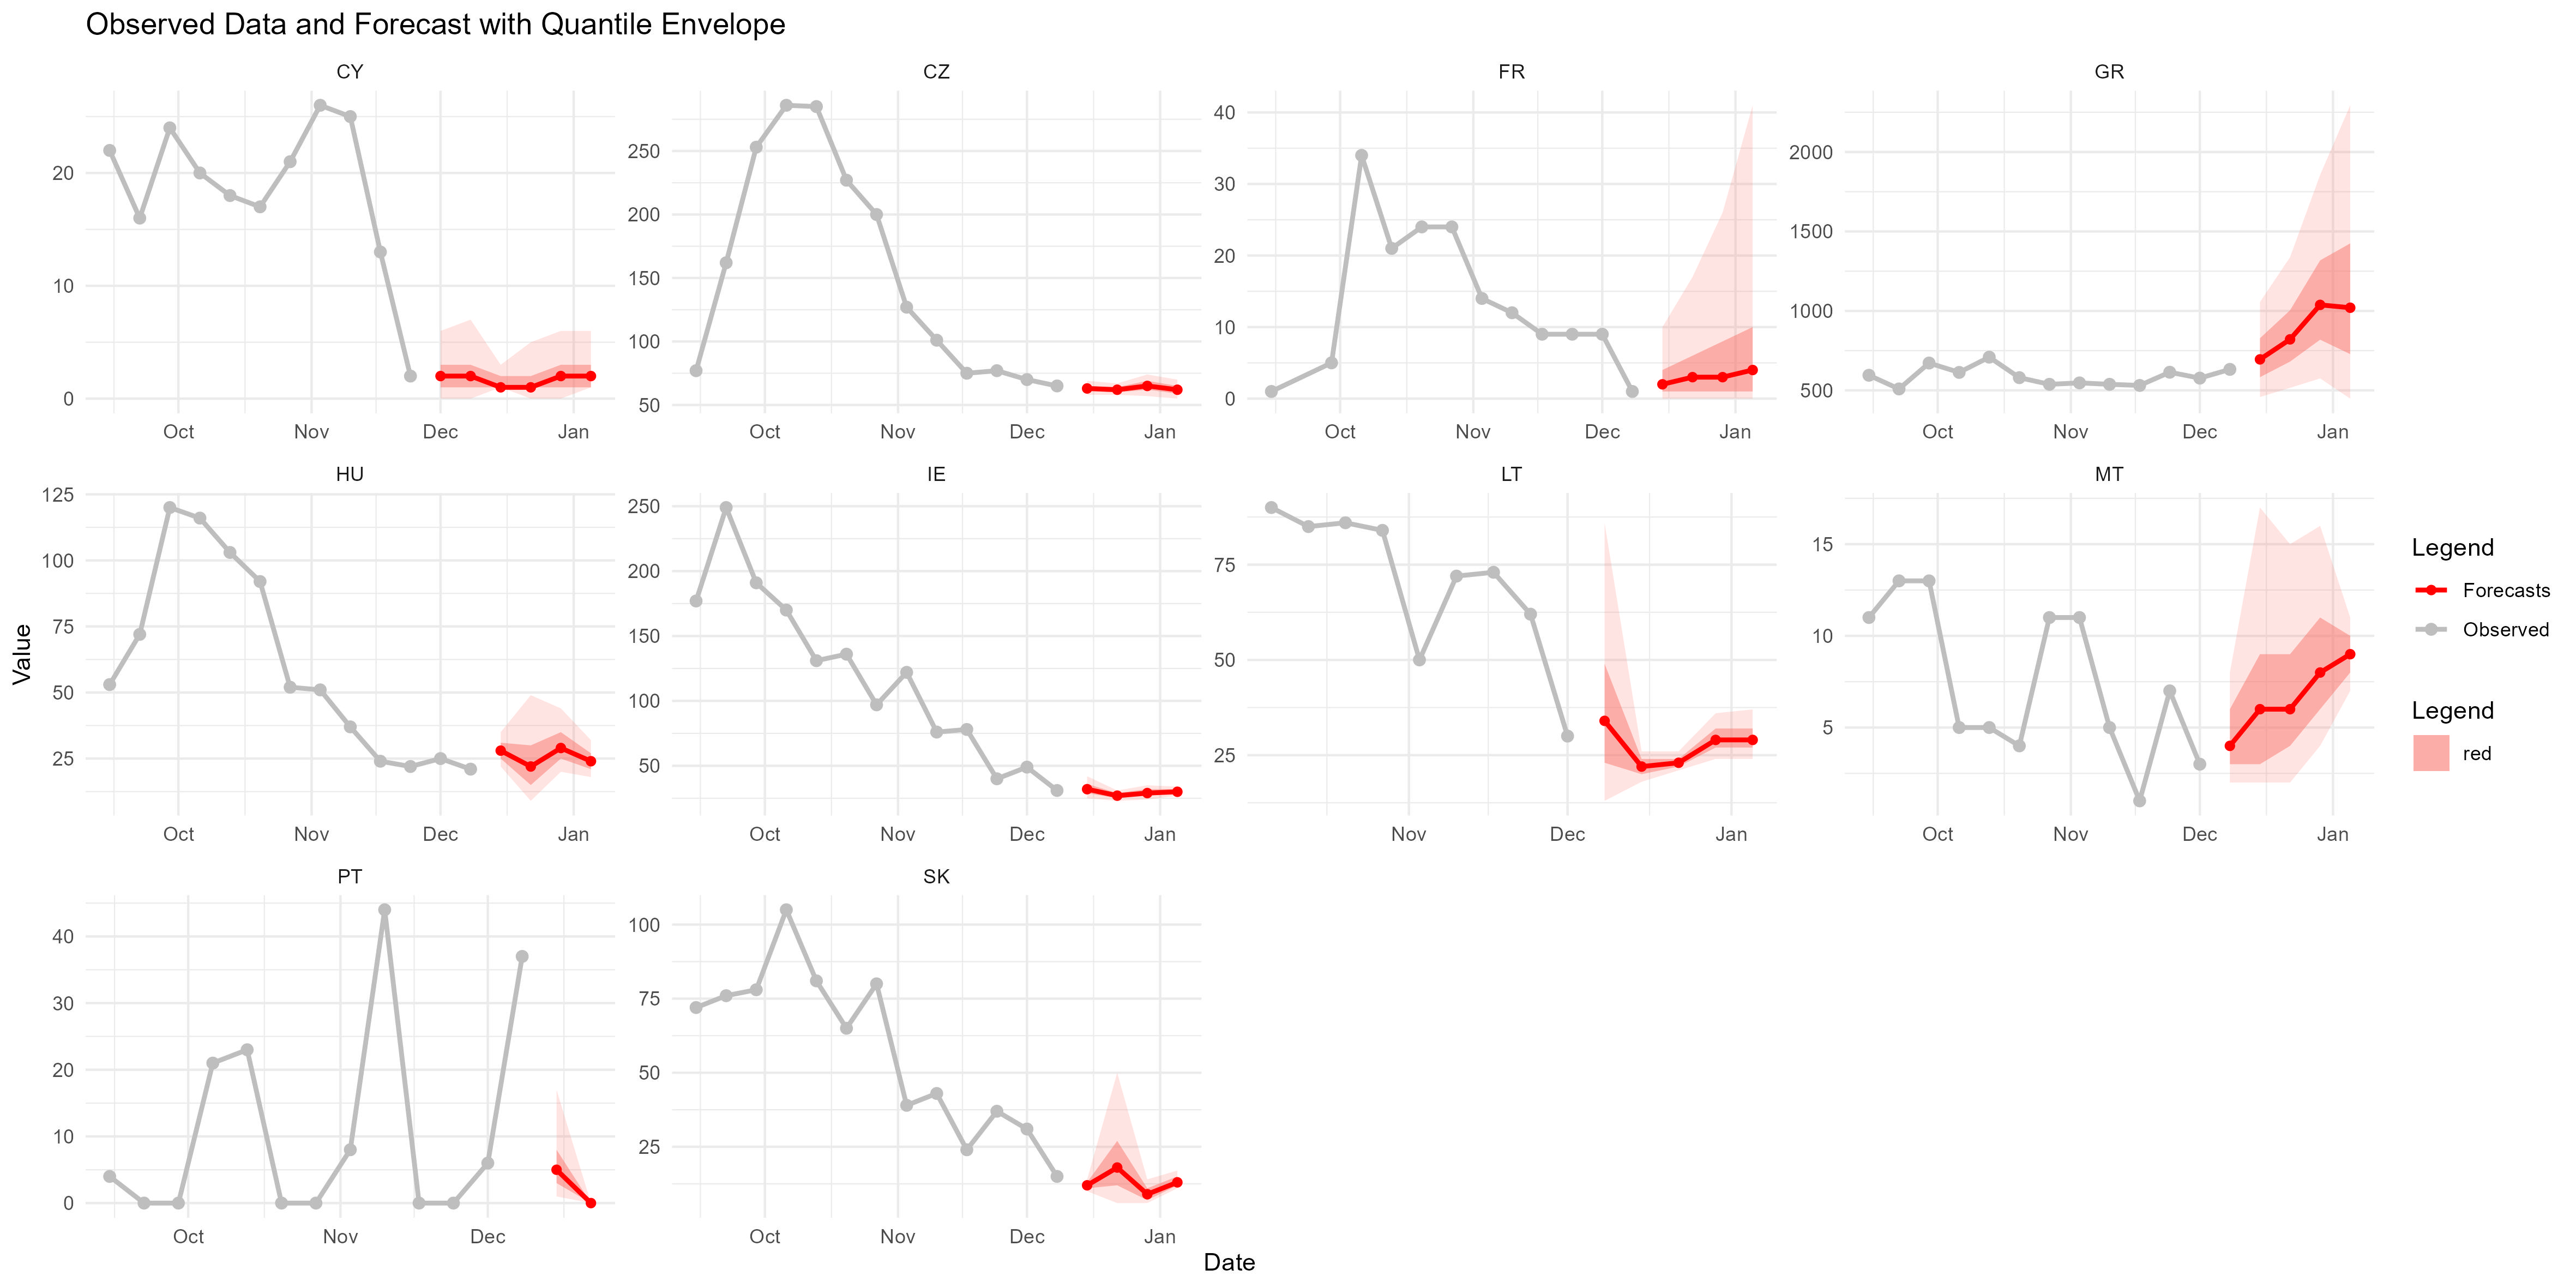 Observed Data and Forecast with Quantile Envelope
CY
CZ
FR
GR
20
10
0
Oct Nov Dec Jan
250
200
150
100
50
Oct Nov Dec Jan
40
30
20
10
0
Oct Nov Dec Jan
2000
1500
1000
500
Oct Nov Dec Jan
HU
IE
LT
MT
125
100
75
50
25
Oct Nov Dec Jan
250
200
150
100
50
Oct Nov Dec Jan
75
50
25
Nov Dec Jan
15
10
5
Oct Nov Dec Jan
PT
SK
40
30
20
10
0
Oct Nov Dec
100
75
50
25
Oct Nov Dec Jan
Value
Date
Legend
Forecasts
Observed
Legend
red